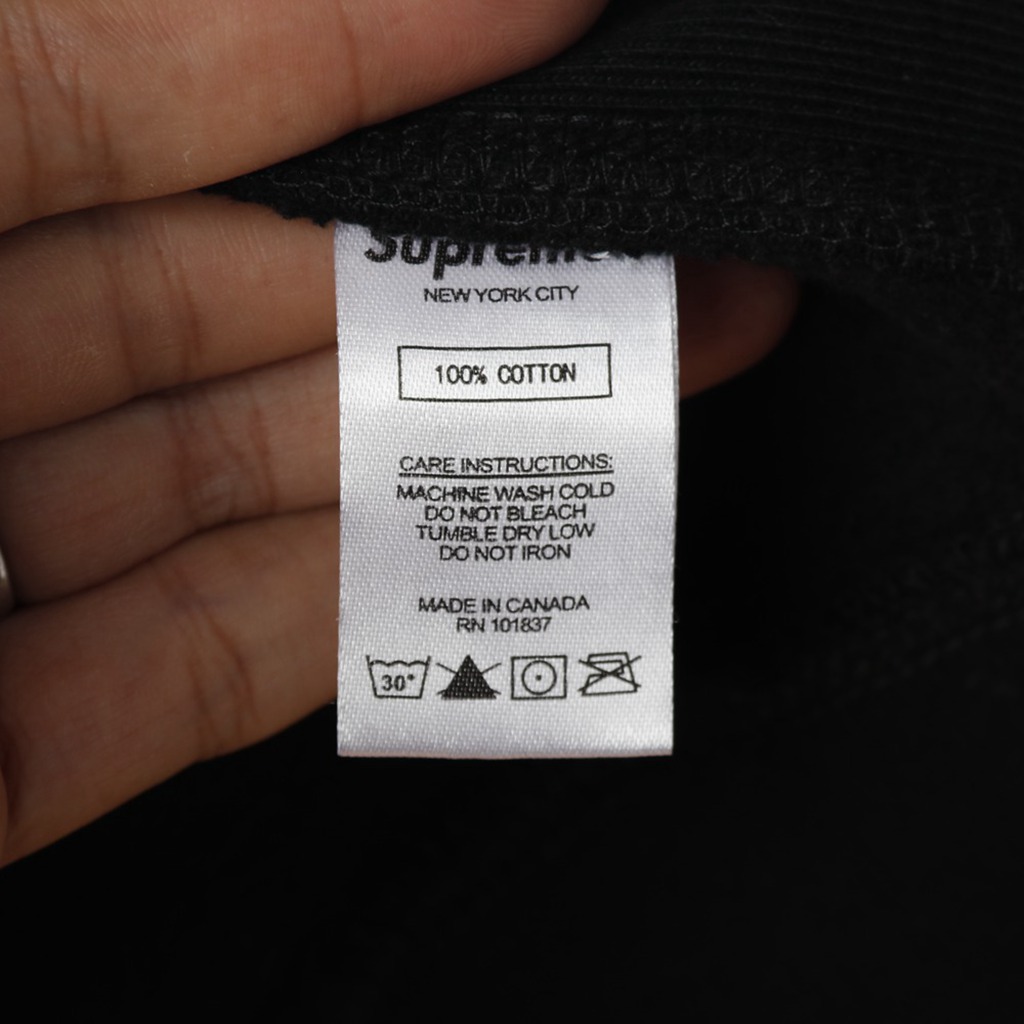 Supreme
NEW YORK CITY
100% COTTON
CARE INSTRUCTIONS:
MACHINE WASH COLD
DO NOT BLEACH
TUMBLE DRY LOW
DO NOT IRON
MADE IN CANADA
RN 101837
30°